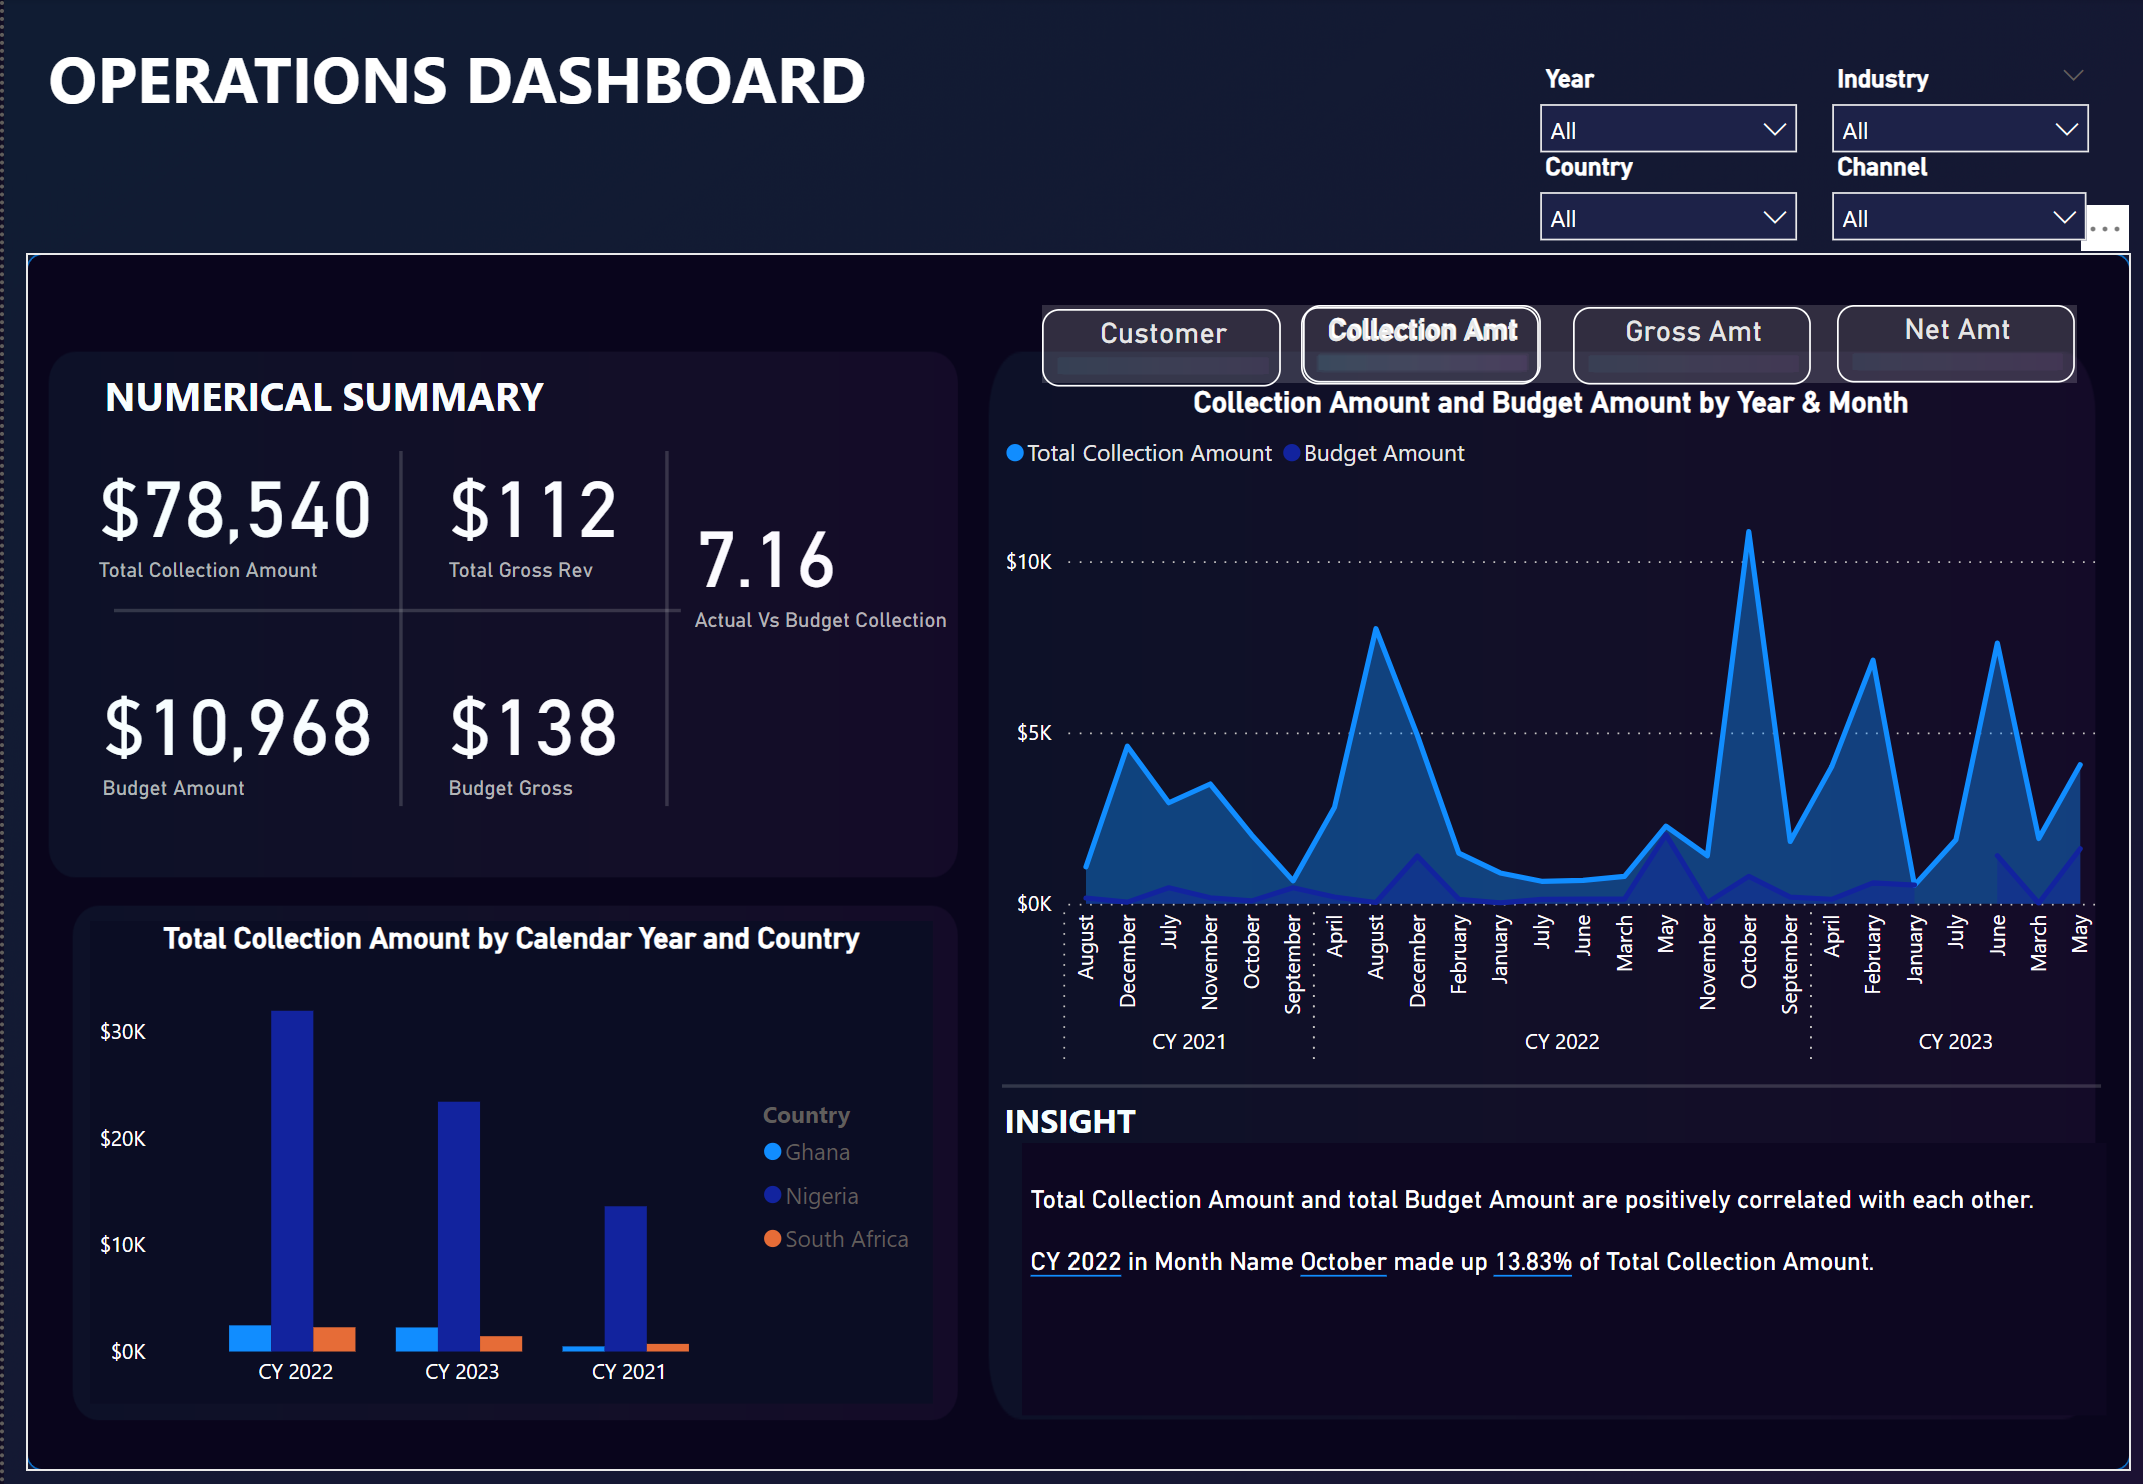 OPERATIONS DASHBOARD
Year
Industry
All
All
Country
Channel
All
All
...
Customer
Collection Amt
Gross Amt
Net Amt
NUMERICAL SUMMARY
$78,540
Total Collection Amount
$112
Total Gross Rev
7.16
Actual Vs Budget Collection
$10,968
Budget Amount
$138
Budget Gross
Collection Amount and Budget Amount by Year & Month
Total Collection Amount
Budget Amount
$10K
$5K
$0K
August
December
July
November
October
September
April
August
December
February
January
July
June
March
May
November
October
September
April
February
January
July
June
March
May
CY 2021
CY 2022
CY 2023
Total Collection Amount by Calendar Year and Country
$30K
$20K
$10K
$0K
CY 2022
CY 2023
CY 2021
Country
Ghana
Nigeria
South Africa
INSIGHT
Total Collection Amount and total Budget Amount are positively correlated with each other.
CY 2022 in Month Name October made up 13.83% of Total Collection Amount.